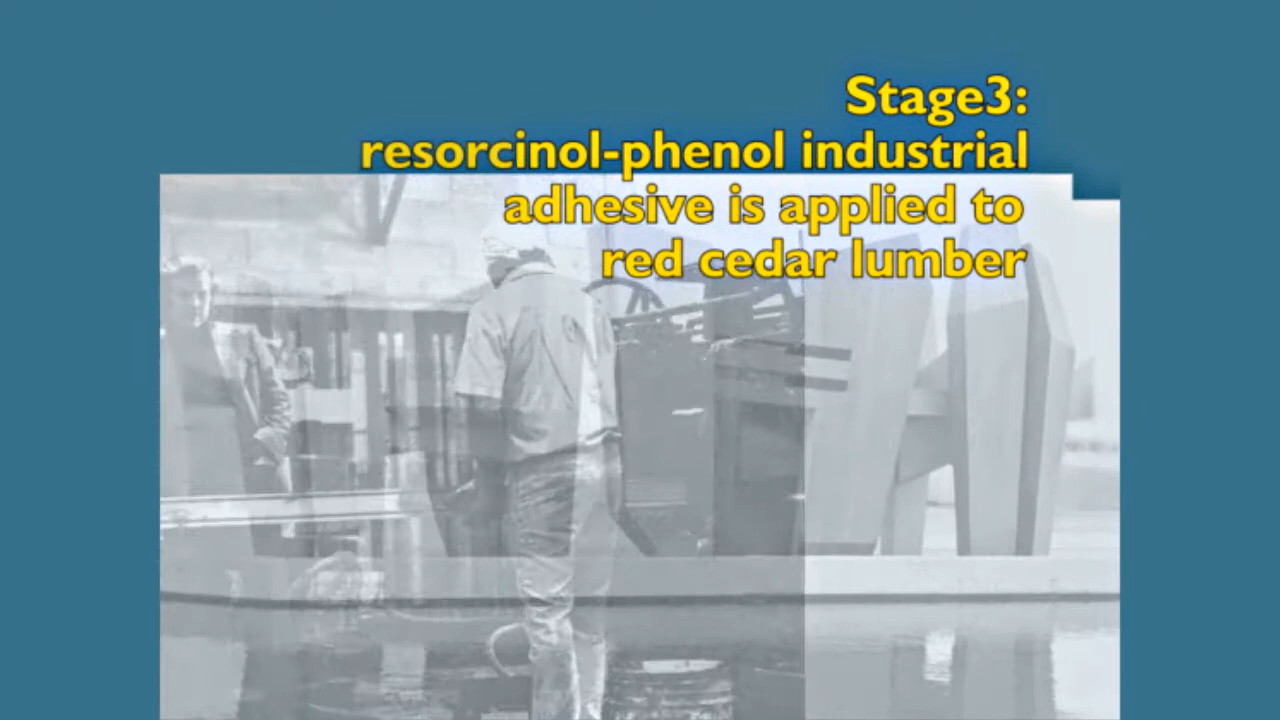 Stage3:
resorcinol-phenol industrial
adhesive is applied to
red cedar lumber